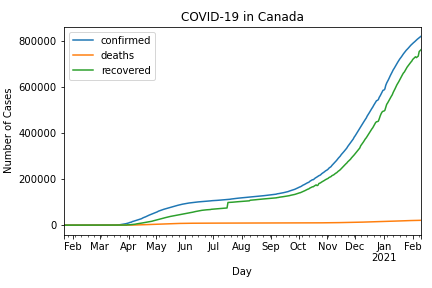 COVID-19 in Canada
confirmed
deaths
recovered
800000
600000
400000
200000
0
Number of Cases
Feb Mar Apr May Jun Jul Aug Sep Oct Nov Dec Jan Feb
2021
Day